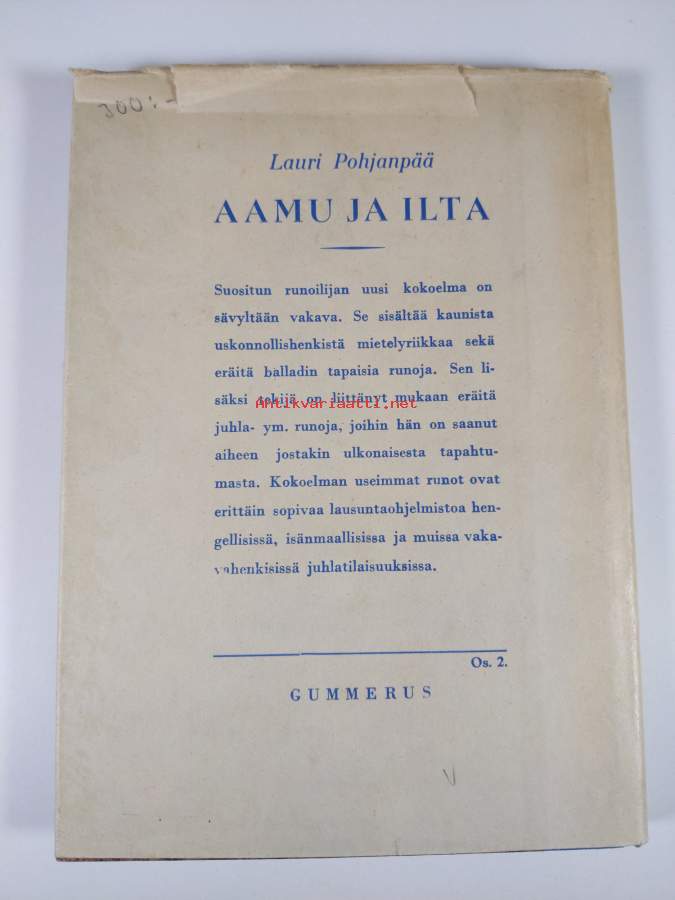 300:-
Lauri Pohjanpää
AAMU JA ILTA
Suositun runoilijan uusi kokoelma on
sävyltään vakava. Se sisältää kaunista
uskonnollishenkistä mietelyriikkaa sekä
eräitä balladin tapaisia runoja. Sen li-
säksi tekijä on liittänyt mukaan eräitä
Antikvariaatti.net
juhla- ym. runoja, joihin hän on saanut
aiheen jostakin ulkonaisesta tapahtu-
masta. Kokoelman useimmat runot ovat
erittäin sopivaa lausuntaohjelmistoa hen-
gellisissä, isänmaallisissa ja muissa vaka-
vahenkisissä juhlatilaisuuksissa.
Os. 2.
GUMMERUS
V